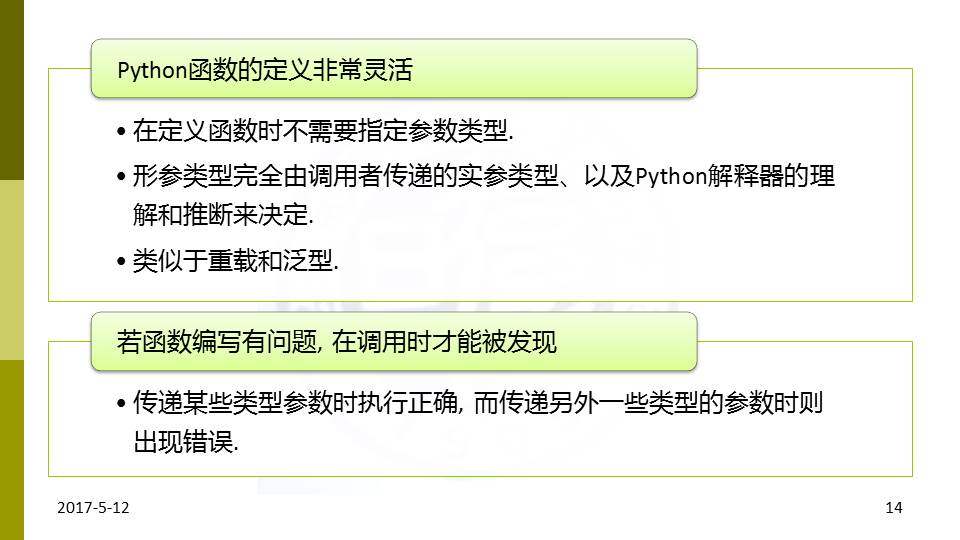 Python函数的定义非常灵活
• 在定义函数时不需要指定参数类型.
• 形参类型完全由调用者传递的实参类型、以及Python解释器的理
解和推断来决定.
• 类似于重载和泛型.
若函数编写有问题, 在调用时才能被发现
• 传递某些类型参数时执行正确, 而传递另外一些类型的参数时则
出现错误.
2017-5-12
14